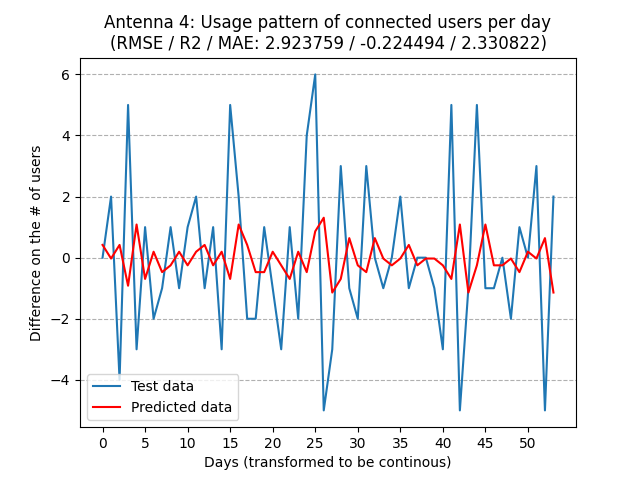 Antenna 4: Usage pattern of connected users per day
(RMSE / R2 / MAE: 2.923759 / -0.224494 / 2.330822)
Difference on the # of users
6
4
2
0
−2
−4
Test data
Predicted data
0 5 10 15 20 25 30 35 40 45 50
Days (transformed to be continous)